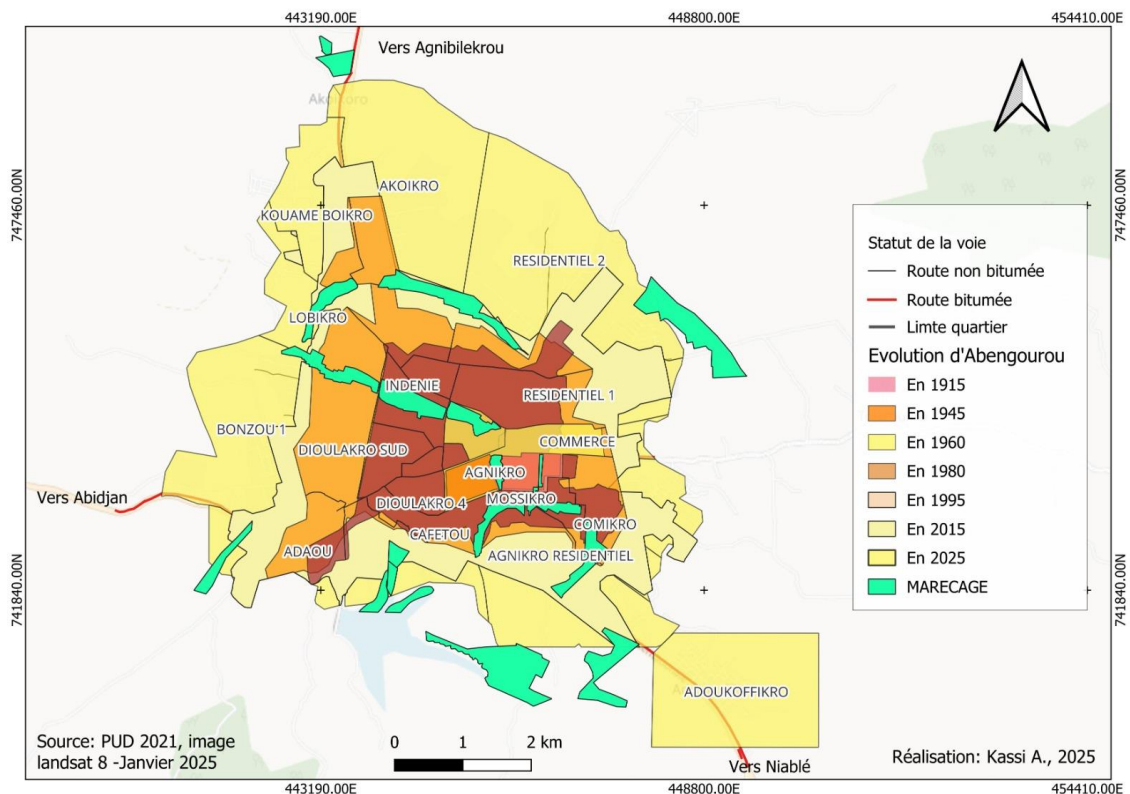 443190.00E
448800.00E
454410.00E
Vers Agnibilekrou
Akoikora
747460.00N
747460.00N
AKOIKRO
KOUAME BOIKRO
RESIDENTIEL 2
LOBIKRO
INDENIE
RESIDENTIEL 1
BONZOU 1
DIOULAKRO SUD
COMMERCE
AGNIKRO
Vers Abidjan
DIOULAKRO 4
MOSSIKRO
COMIKRO
CAFETOU
ADAOU
AGNIKRO RESIDENTIEL
741840.00N
741840.00N
ADOUKOFFIKRO
Statut de la voie
Route non bitumée
Route bitumée
Limte quartier
Evolution d'Abengourou
En 1915
En 1945
En 1960
En 1980
En 1995
En 2015
En 2025
MARECAGE
Source: PUD 2021, image
landsat 8 -Janvier 2025
0 1 2 km
Vers Niablé
Réalisation: Kassi A., 2025
443190.00E
448800.00E
454410.00E